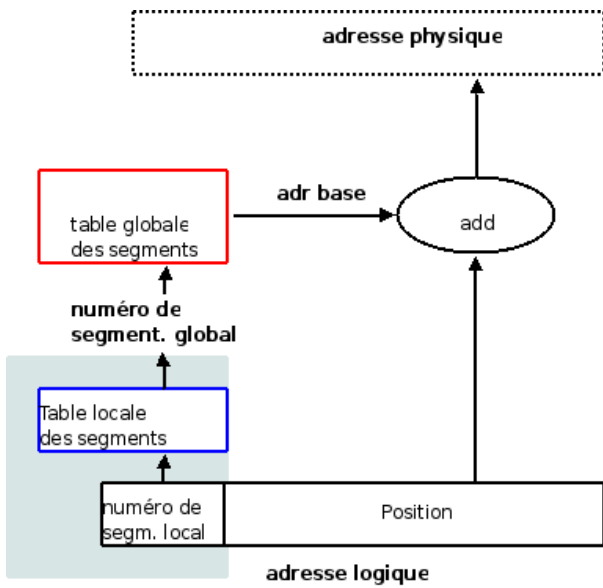 adresse physique
adr base
table globale
des segments
add
numéro de
segment. global
Table locale
des segments
numéro de
segm. local
Position
adresse logique